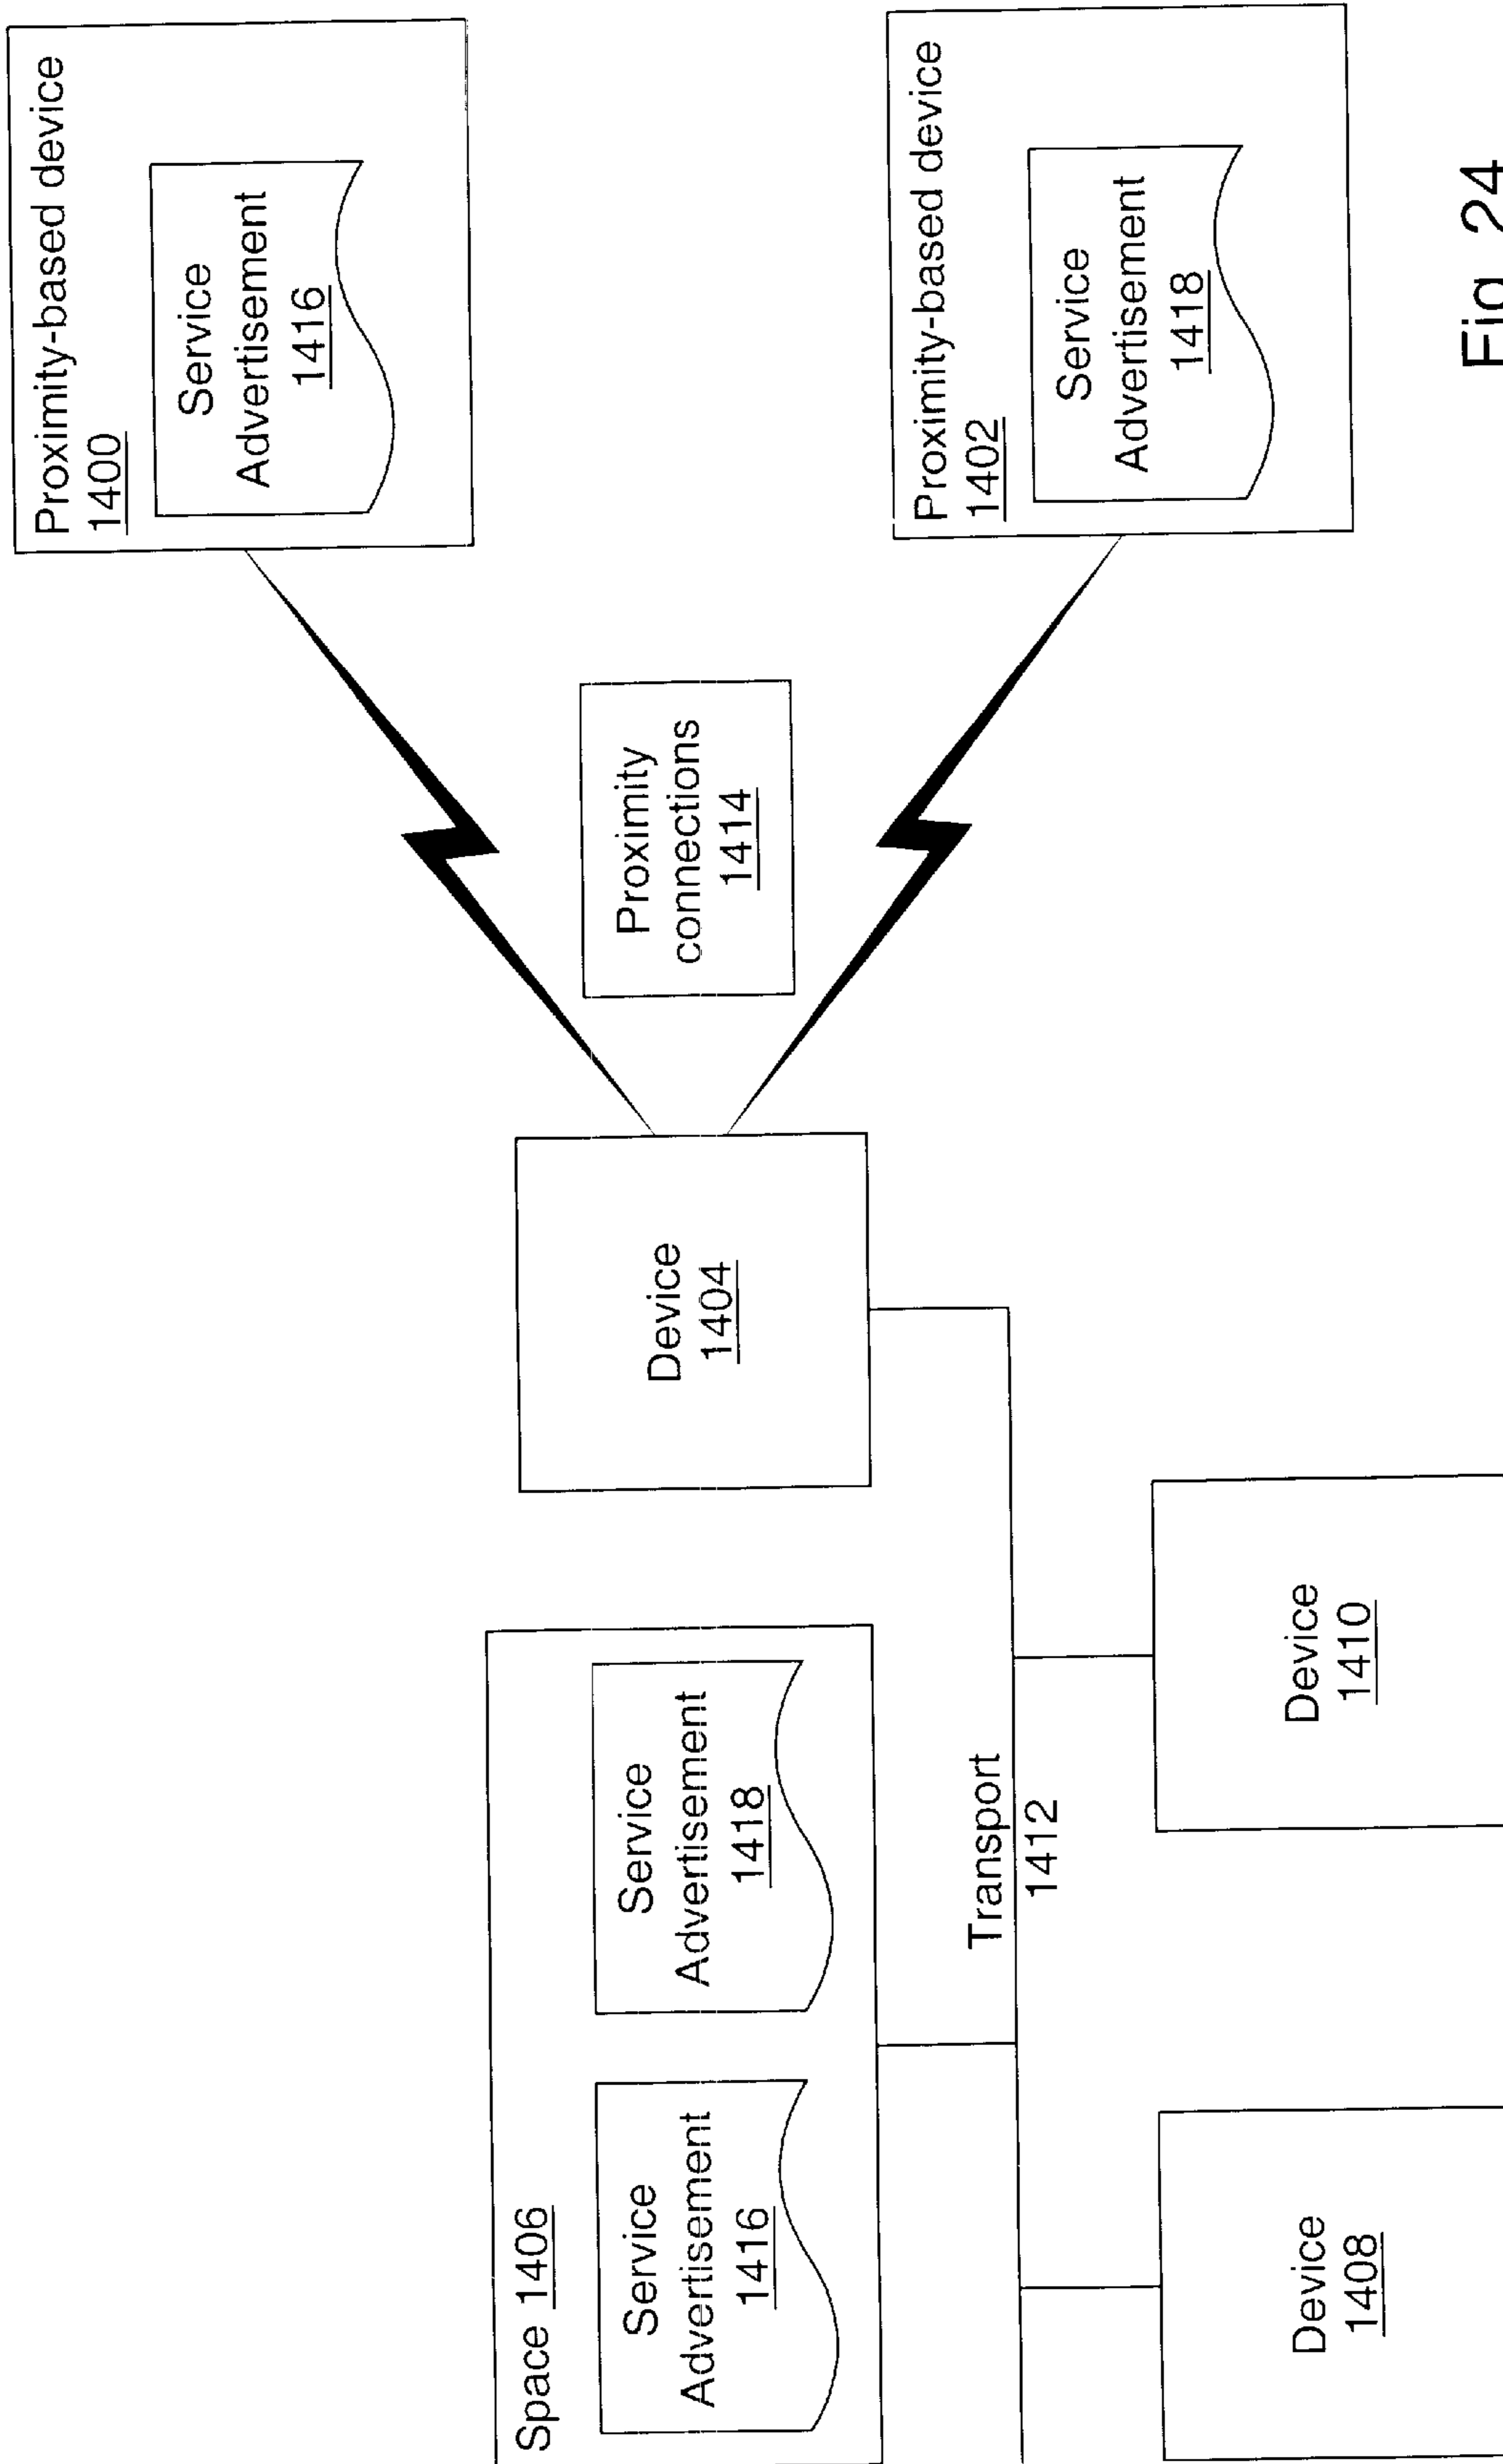 Space 1406
Service
Advertisement
1416
Service
Advertisement
1418
Device
1404
Proximity
connections
1414
Proximity-based device
1400
Service
Advertisement
1416
Transport
1412
Device
1408
Device
1410
Proximity-based device
1402
Service
Advertisement
1418
Fig. 24